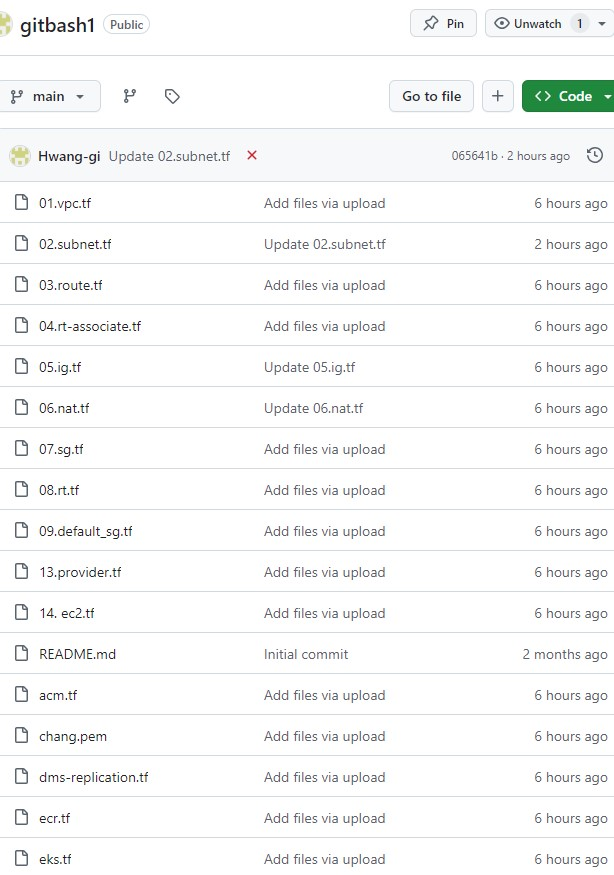 gitbash1 Public Pin Unwatch 1
main Go to file Code
Hwang-gi Update 02.subnet.tf 065641b · 2 hours ago
01.vpc.tf Add files via upload 6 hours ago
02.subnet.tf Update 02.subnet.tf 2 hours ago
03.route.tf Add files via upload 6 hours ago
04.rt-associate.tf Add files via upload 6 hours ago
05.ig.tf Update 05.ig.tf 6 hours ago
06.nat.tf Update 06.nat.tf 6 hours ago
07.sg.tf Add files via upload 6 hours ago
08.rt.tf Add files via upload 6 hours ago
09.default_sg.tf Add files via upload 6 hours ago
13.provider.tf Add files via upload 6 hours ago
14. ec2.tf Add files via upload 6 hours ago
README.md Initial commit 2 months ago
acm.tf Add files via upload 6 hours ago
chang.pem Add files via upload 6 hours ago
dms-replication.tf Add files via upload 6 hours ago
ecr.tf Add files via upload 6 hours ago
eks.tf Add files via upload 6 hours ago